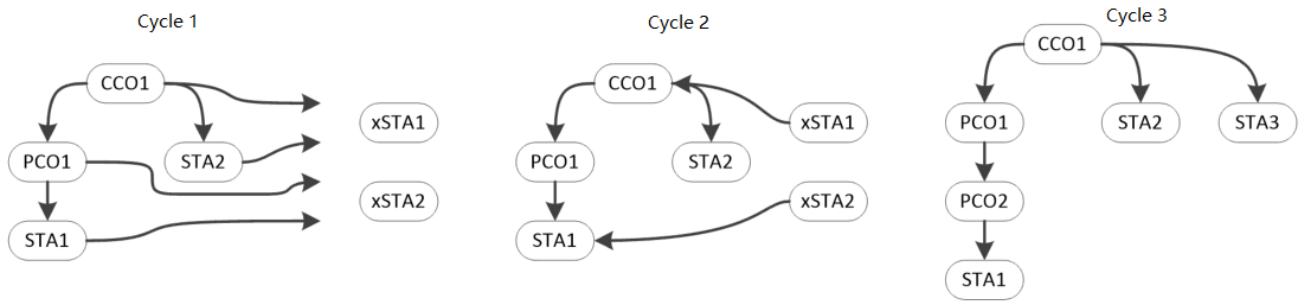 Cycle 1
CCO1
xSTA1
PCO1
STA2
xSTA2
STA1
Cycle 2
CCO1
xSTA1
PCO1
STA2
xSTA2
STA1
Cycle 3
CCO1
PCO1
STA2
STA3
PCO2
STA1